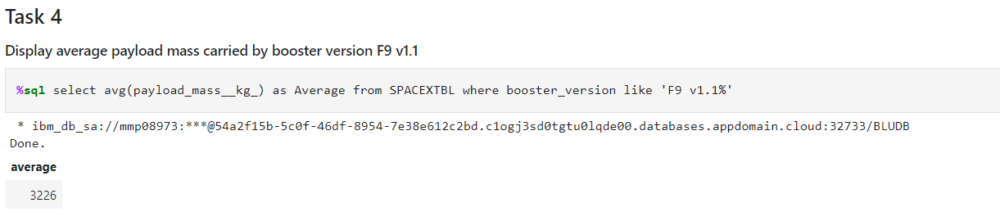 Task 4
Display average payload mass carried by booster version F9 v1.1
%sql select avg(payload_mass__kg_) as Average from SPACEXTBL where booster_version like 'F9 v1.1%'
* ibm_db_sa://mmp08973:***@54a2f15b-5c0f-46df-8954-7e38e612c2bd.c1ogj3sd0tgtu0lqde00.databases.appdomain.cloud:32733/BLUDB
Done.
average
3226